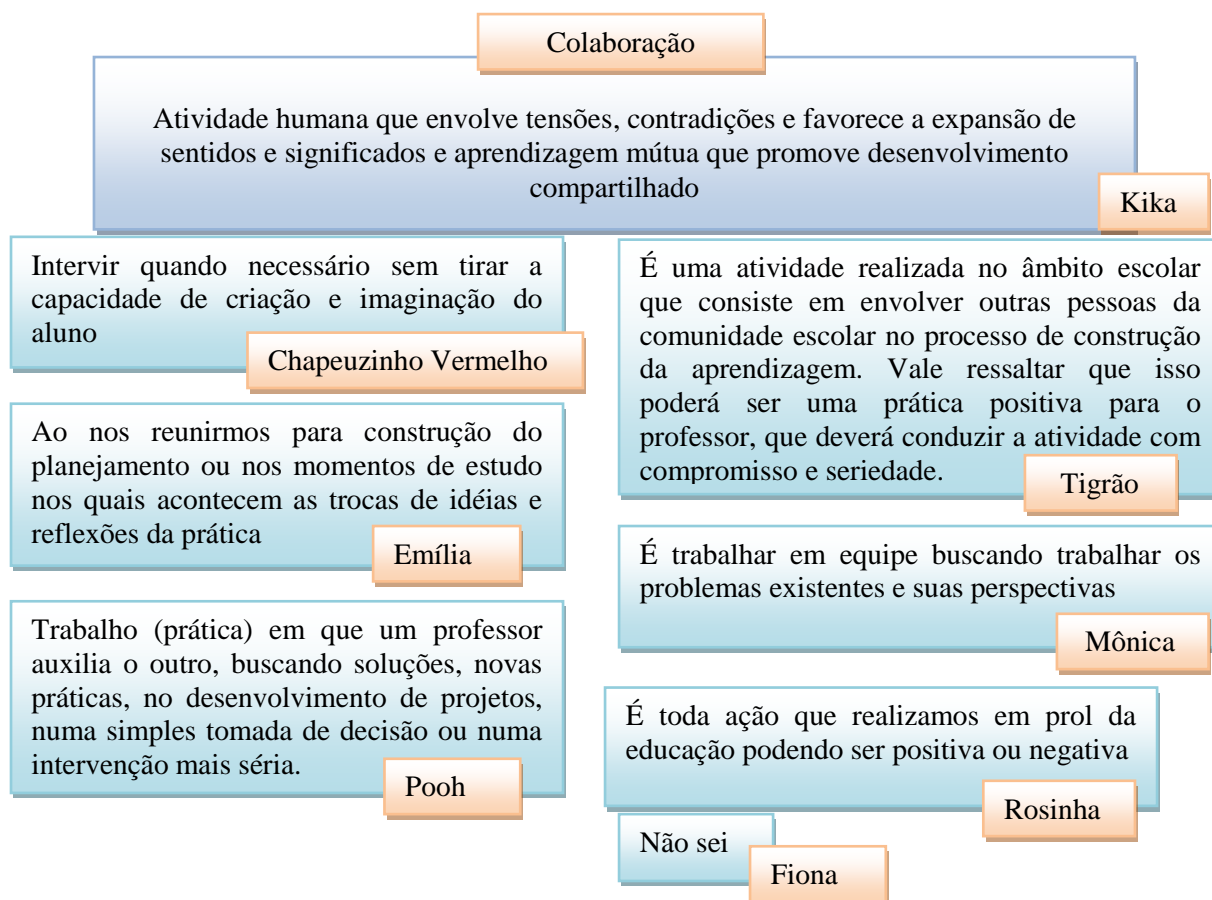 Colaboração
Atividade humana que envolve tensões, contradições e favorece a expansão de
sentidos e significados e aprendizagem mútua que promove desenvolvimento
compartilhado
Kika
Intervir quando necessário sem tirar a
capacidade de criação e imaginação do
aluno
Chapeuzinho Vermelho
Ao nos reunirmos para construção do
planejamento ou nos momentos de estudo
nos quais acontecem as trocas de idéias e
reflexões da prática
Emília
Trabalho (prática) em que um professor
auxilia o outro, buscando soluções, novas
práticas, no desenvolvimento de projetos,
numa simples tomada de decisão ou numa
intervenção mais séria.
Pooh
É uma atividade realizada no âmbito escolar
que consiste em envolver outras pessoas da
comunidade escolar no processo de construção
da aprendizagem. Vale ressaltar que isso
poderá ser uma prática positiva para o
professor, que deverá conduzir a atividade com
compromisso e seriedade.
Tigrão
É trabalhar em equipe buscando trabalhar os
problemas existentes e suas perspectivas
Mônica
É toda ação que realizamos em prol da
educação podendo ser positiva ou negativa
Rosinha
Não sei
Fiona